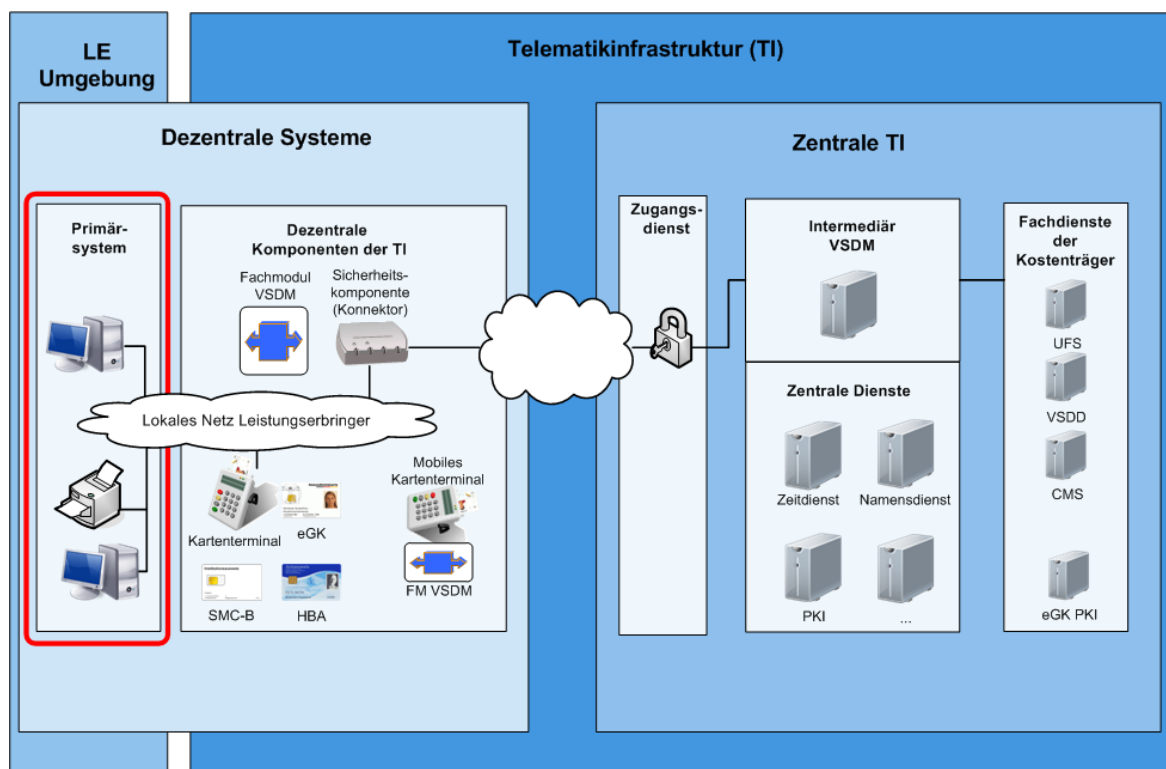 LE
Umgebung
Telematikinfrastruktur (TI)
Dezentrale Systeme
Primär-
system
Dezentrale
Komponenten der TI
Fachmodul
VSDM
Sicherheits-
komponente
(Konnektor)
Lokales Netz Leistungserbringer
Kartenterminal
eGK
Mobiles
Kartenterminal
FM VSDM
SMC-B
HBA
Zentrale TI
Zugangs-
dienst
Intermediär
VSDM
Zentrale Dienste
Zeitdienst
Namensdienst
PKI
...
Fachdienste
der
Kostenträger
UFS
VSDD
CMS
eGK PKI